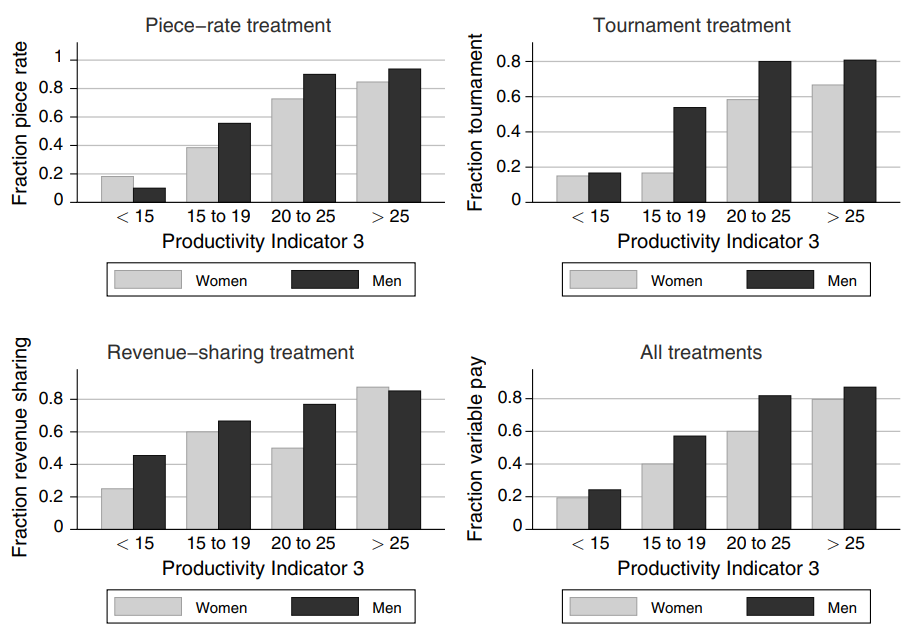 Piece−rate treatment
Fraction piece rate
1
0.8
0.6
0.4
0.2
0
< 15 15 to 19 20 to 25 > 25
Productivity Indicator 3
Women Men
Tournament treatment
Fraction tournament
0.8
0.6
0.4
0.2
0
< 15 15 to 19 20 to 25 > 25
Productivity Indicator 3
Women Men
Revenue−sharing treatment
Fraction revenue sharing
0.8
0.6
0.4
0.2
0
< 15 15 to 19 20 to 25 > 25
Productivity Indicator 3
Women Men
All treatments
Fraction variable pay
0.8
0.6
0.4
0.2
0
< 15 15 to 19 20 to 25 > 25
Productivity Indicator 3
Women Men